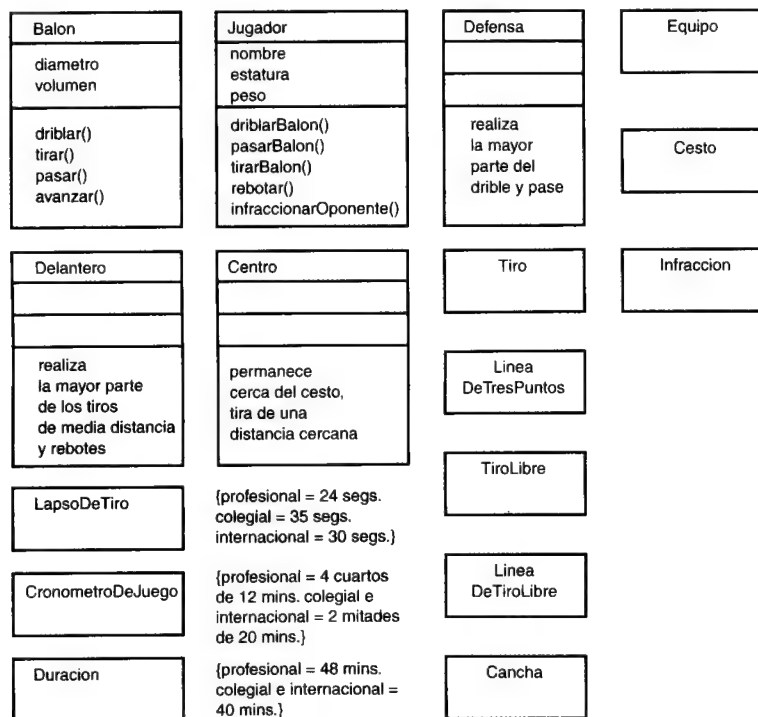 Balon
diametro
volumen
driblar()
tirar()
pasar()
avanzar()
Jugador
nombre
estatura
peso
driblarBalon()
pasarBalon()
tirarBalon()
rebotar()
infraccionarOponente()
Defensa
realiza
la mayor
parte del
drible y pase
Equipo
Cesto
Delantero
realiza
la mayor parte
de los tiros
de media distancia
y rebotes
Centro
permanece
cerca del cesto,
tira de una
distancia cercana
Tiro
Infraccion
Linea
DeTresPuntos
TiroLibre
LapsoDeTiro
{profesional = 24 segs.
colegial = 35 segs.
internacional = 30 segs.}
CronometroDeJuego
{profesional = 4 cuartos
de 12 mins. colegial e
internacional = 2 mitades
de 20 mins.}
Linea
DeTiroLibre
Duracion
{profesional = 48 mins.
colegial e internacional =
40 mins.}
Cancha